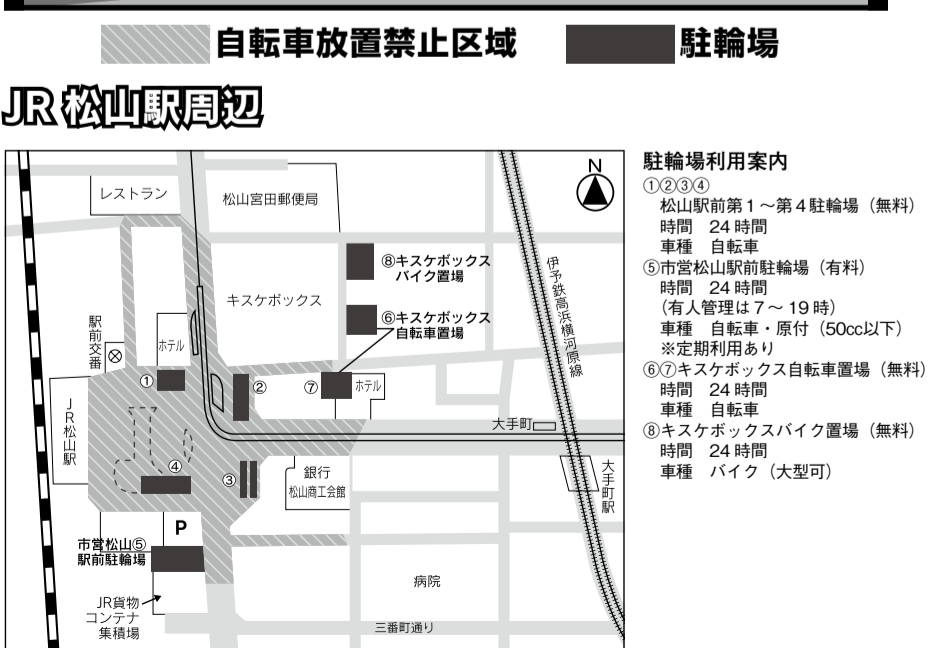 自転車放置禁止区域
駐輪場
JR 松山駅周辺
レストラン
松山宮田郵便局
N
⑧キスケボックス
バイク置場
キスケボックス
⑥キスケボックス
自転車置場
伊予鉄高浜横河原線
駅前交番
ホテル
①
②
⑦
ホテル
JR松山駅
大手町
④
③
銀行
松山商工会館
大手町駅
P
市営松山⑤
駅前駐輪場
病院
JR貨物
コンテナ
集積場
三番町通り
駐輪場利用案内
①②③④
松山駅前第1~第4駐輪場(無料)
時間 24時間
車種 自転車
⑤市営松山駅前駐輪場(有料)
時間 24時間
(有人管理は7~19時)
車種 自転車・原付(50cc以下)
※定期利用あり
⑥⑦キスケボックス自転車置場(無料)
時間 24時間
車種 自転車
⑧キスケボックスバイク置場(無料)
時間 24時間
車種 バイク(大型可)